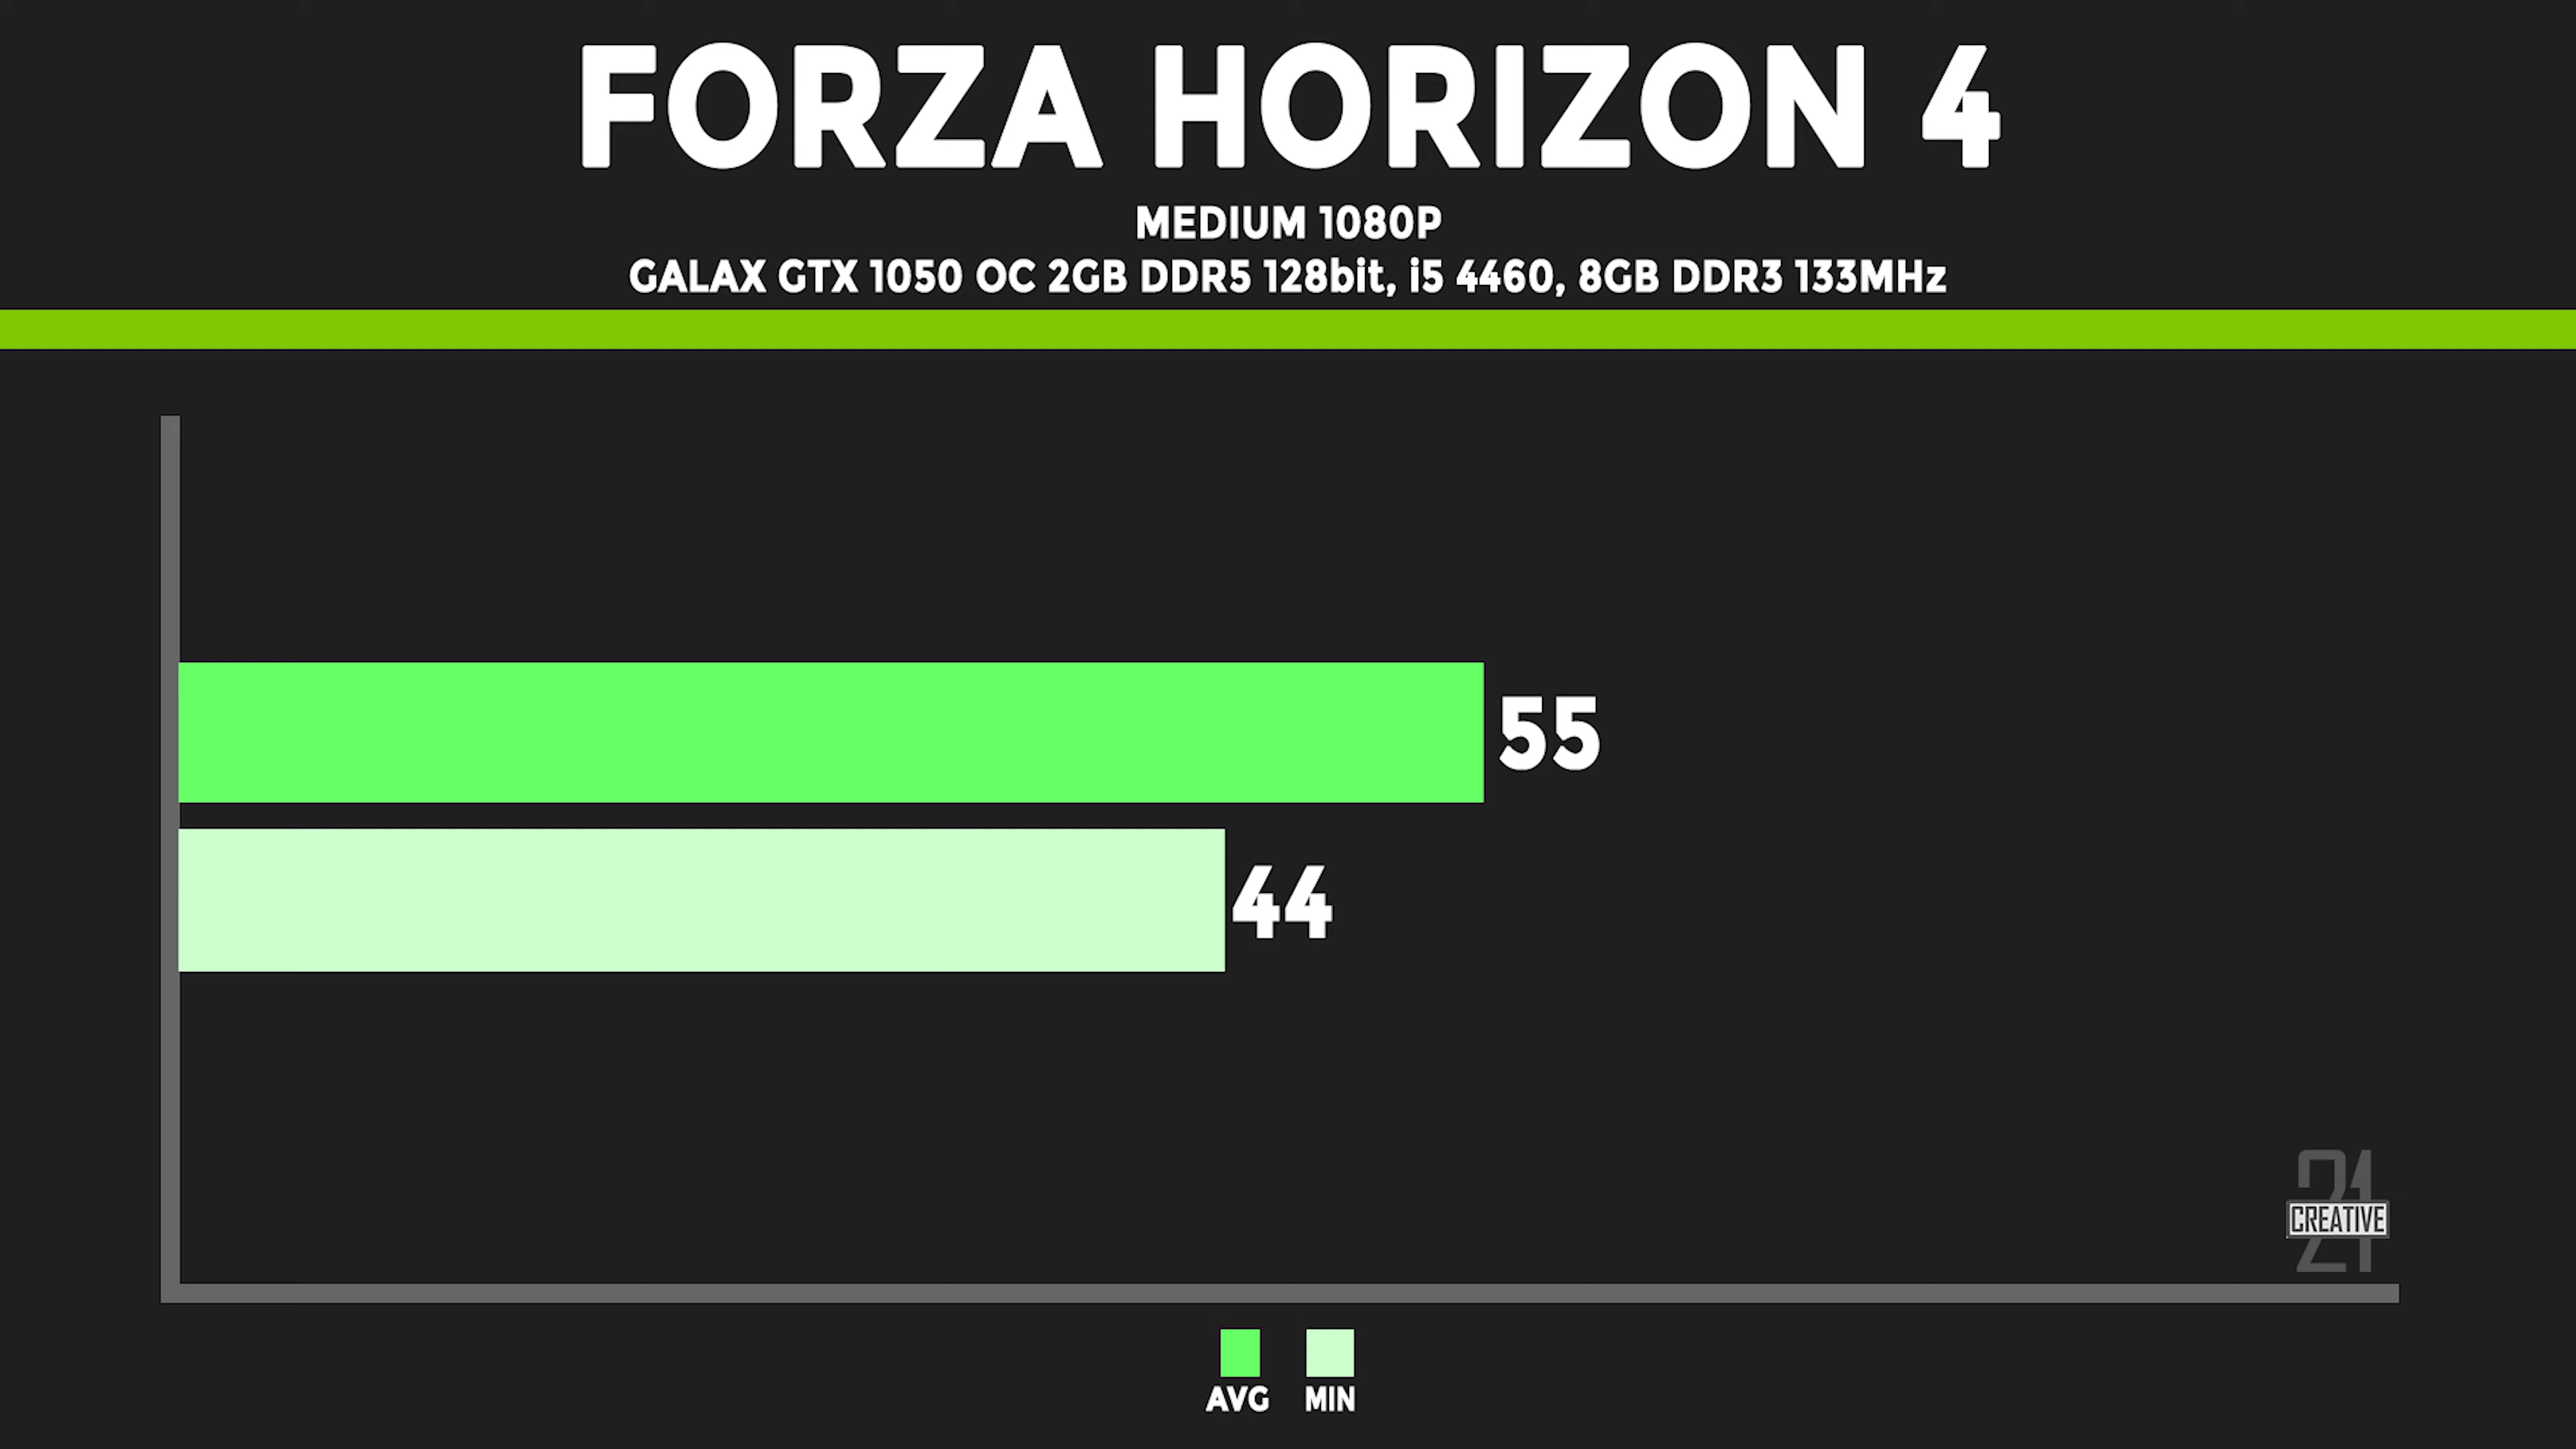 FORZA HORIZON 4
MEDIUM 1080P
GALAX GTX 1050 OC 2GB DDR5 128bit, i5 4460, 8GB DDR3 133MHz
55
44
21
CREATIVE
AVG MIN